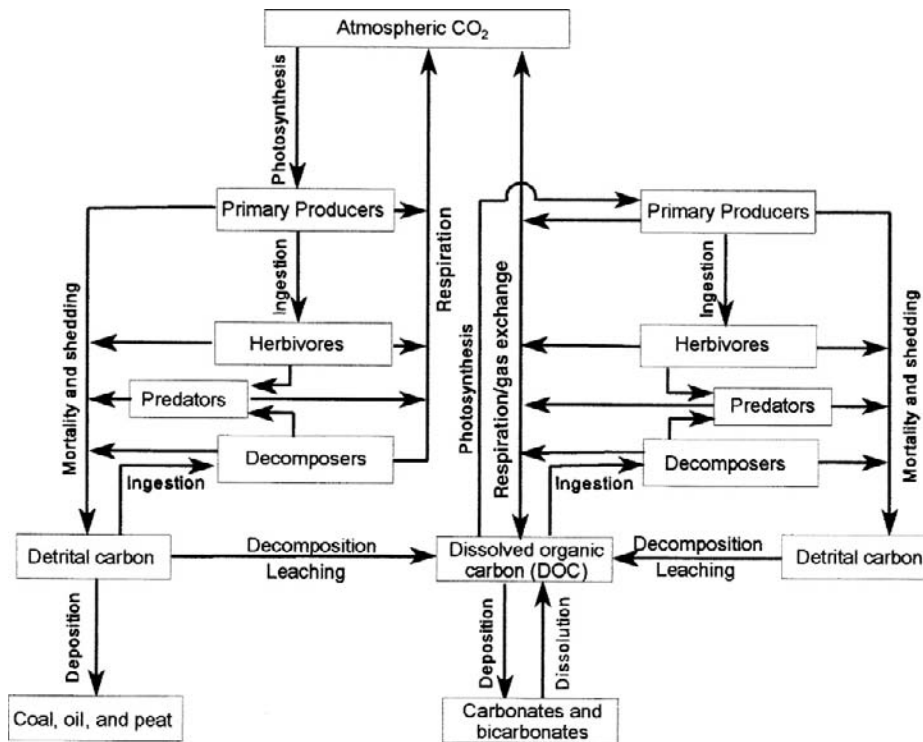 Atmospheric CO2
Photosynthesis
Respiration
Primary Producers
Ingestion
Mortality and shedding
Herbivores
Predators
Decomposers
Ingestion
Detrital carbon
Decomposition
Leaching
Deposition
Coal, oil, and peat
Photosynthesis
Respiration/gas exchange
Primary Producers
Ingestion
Herbivores
Predators
Decomposers
Ingestion
Mortality and shedding
Dissolved organic
carbon (DOC)
Decomposition
Leaching
Detrital carbon
Deposition
Dissolution
Carbonates and
bicarbonates